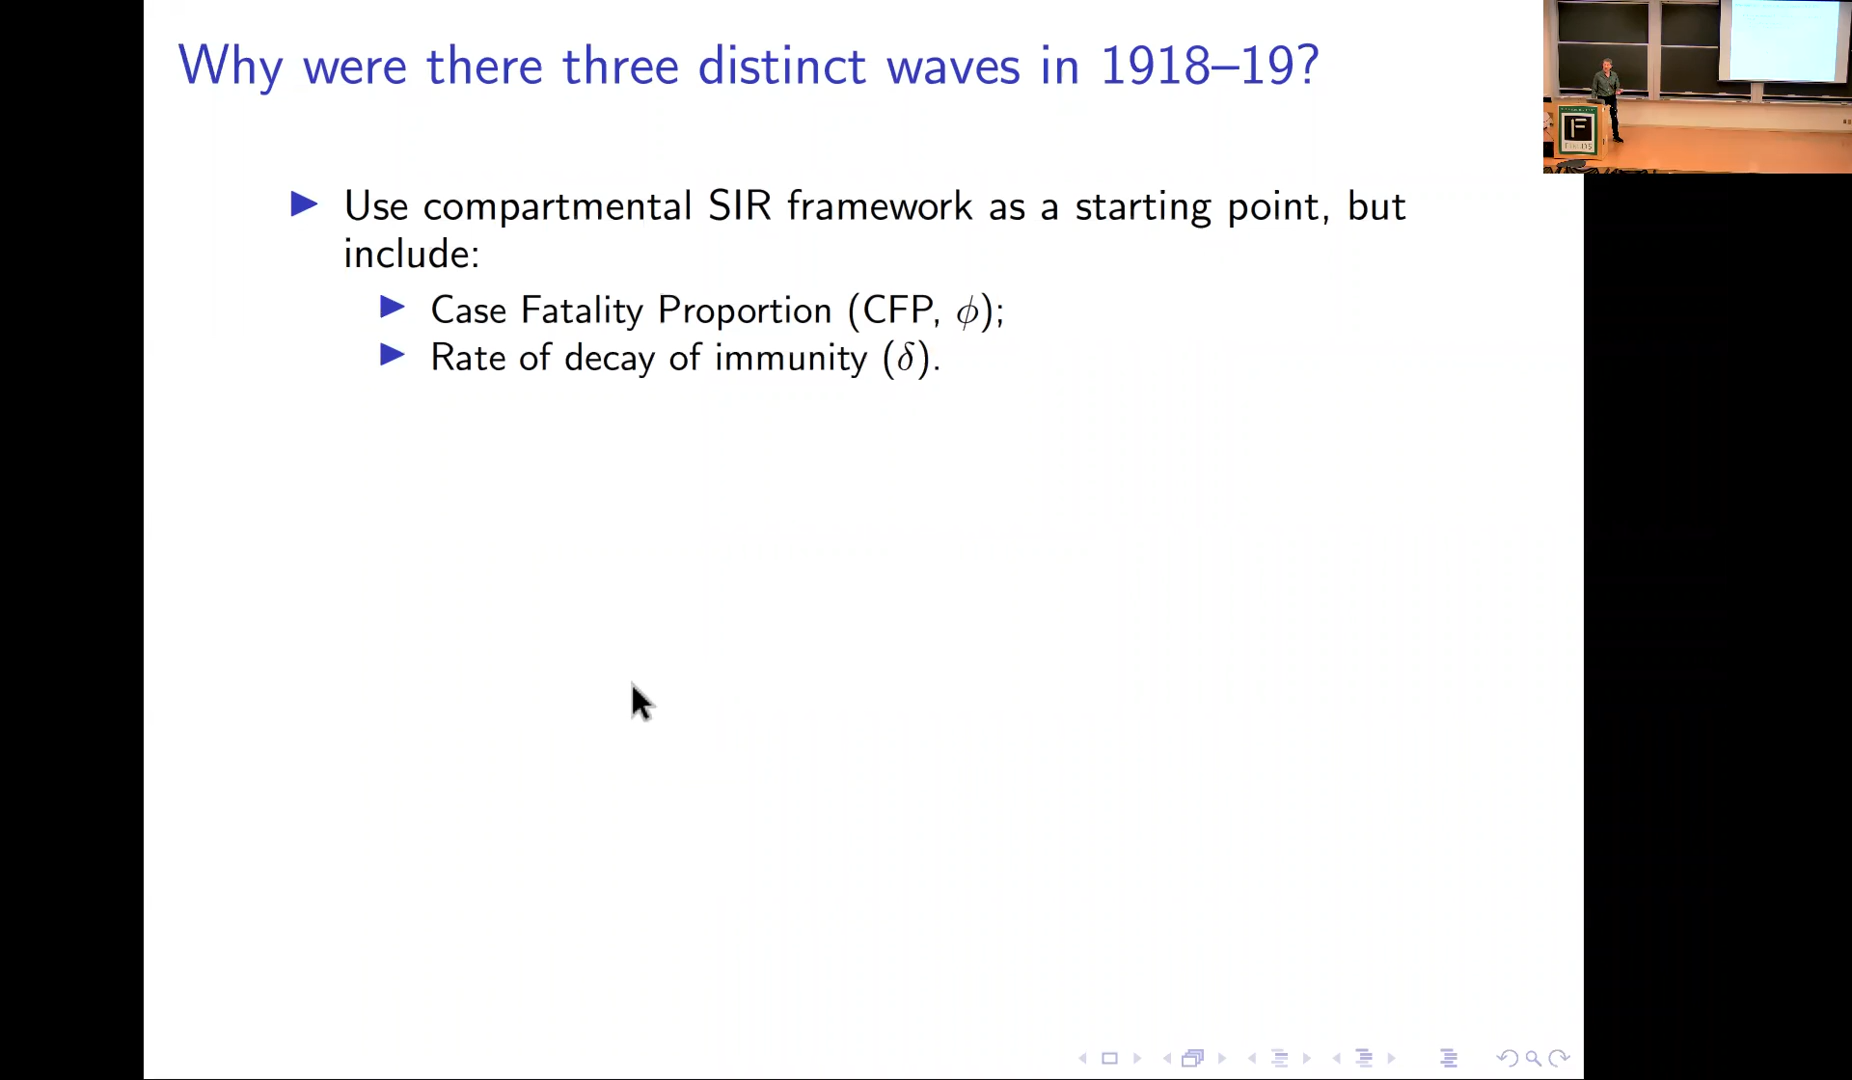 Why were there three distinct waves in 1918–19?
▶ Use compartmental SIR framework as a starting point, but
include:
▶ Case Fatality Proportion (CFP, ϕ);
▶ Rate of decay of immunity (δ).
F
FIELDS